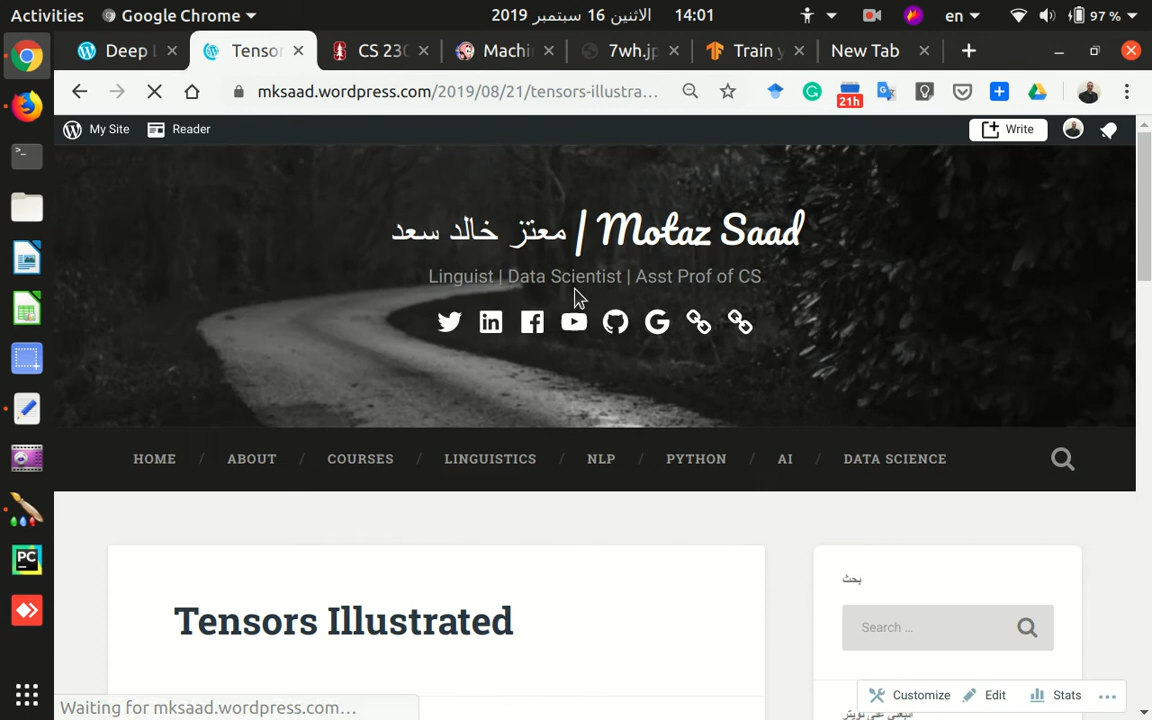 Activities Google Chrome 2019 الاثنين 16 سبتمبر 14:01 en 97 %
Deep Tensor CS 230 Machi 7wh.jp Train y New Tab
mksaad.wordpress.com/2019/08/21/tensors-illustra… 21h
My Site Reader Write
معتز خالد سعد | Motaz Saad
Linguist | Data Scientist | Asst Prof of CS
HOME / ABOUT / COURSES / LINGUISTICS / NLP / PYTHON / AI / DATA SCIENCE
بحث
Tensors Illustrated
Search …
Customize Edit Stats
Waiting for mksaad.wordpress.com…
PC